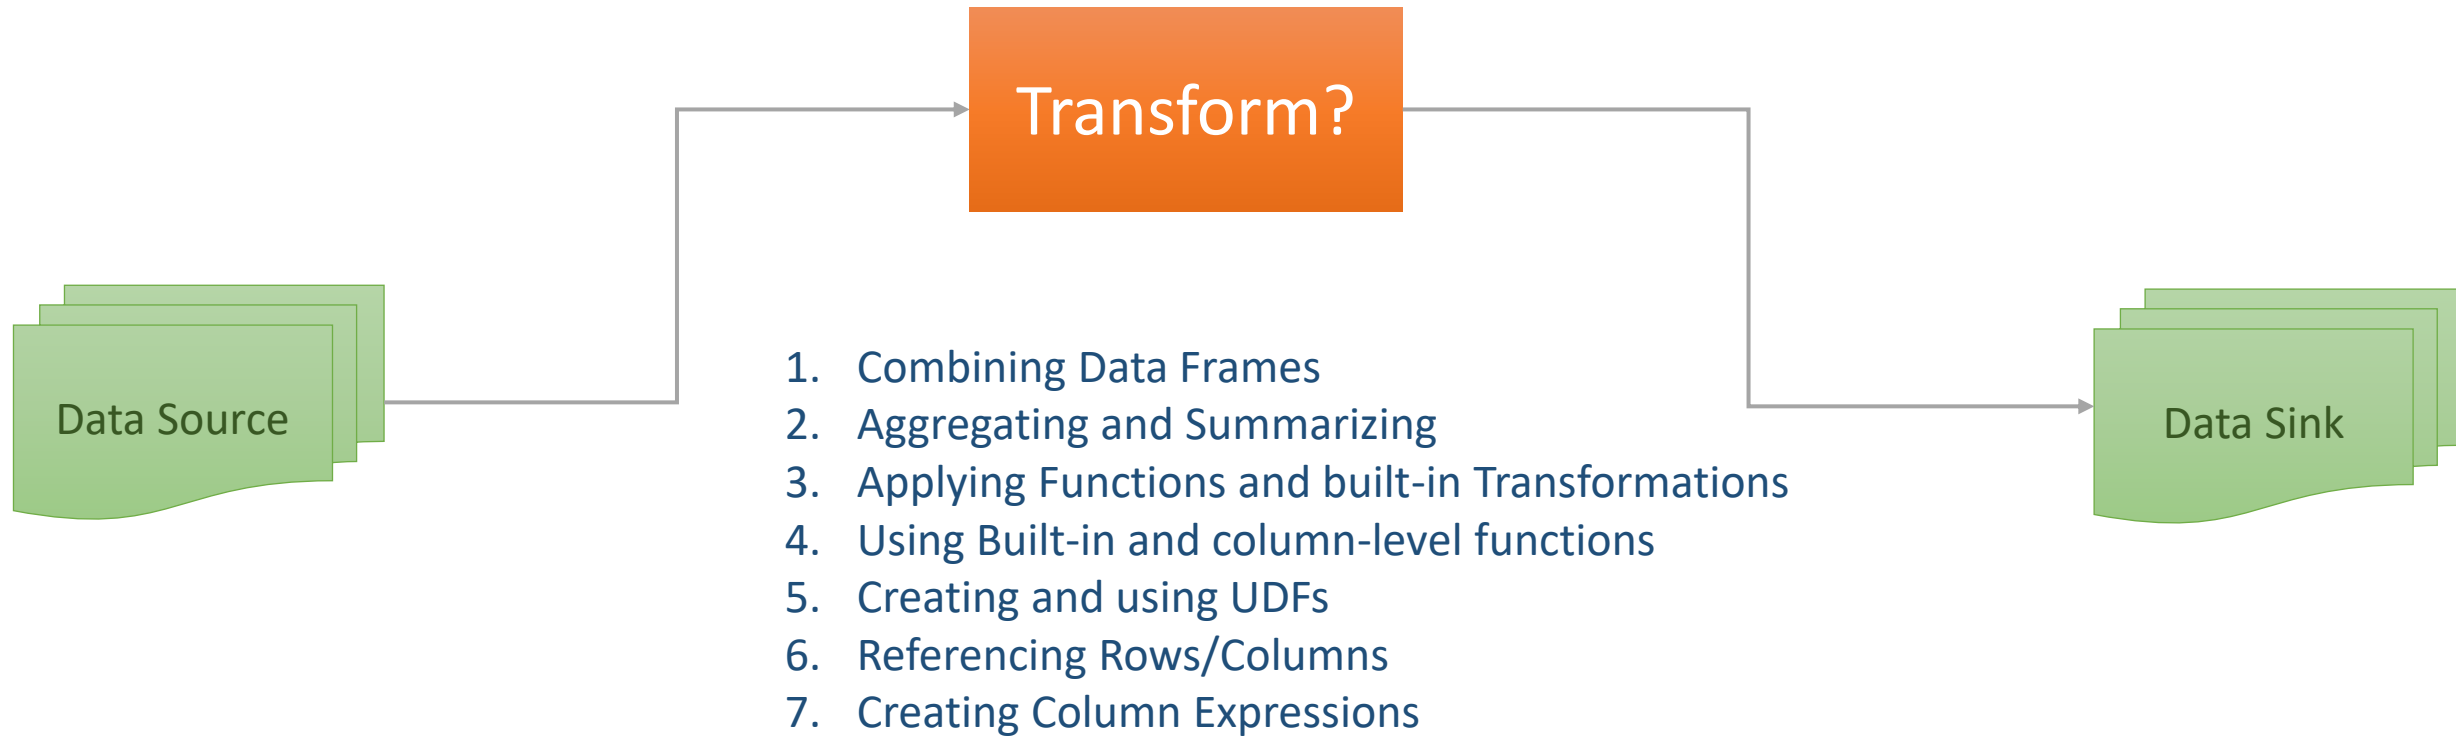 Transform?
Data Source
1. Combining Data Frames
2. Aggregating and Summarizing
3. Applying Functions and built-in Transformations
4. Using Built-in and column-level functions
5. Creating and using UDFs
6. Referencing Rows/Columns
7. Creating Column Expressions
Data Sink